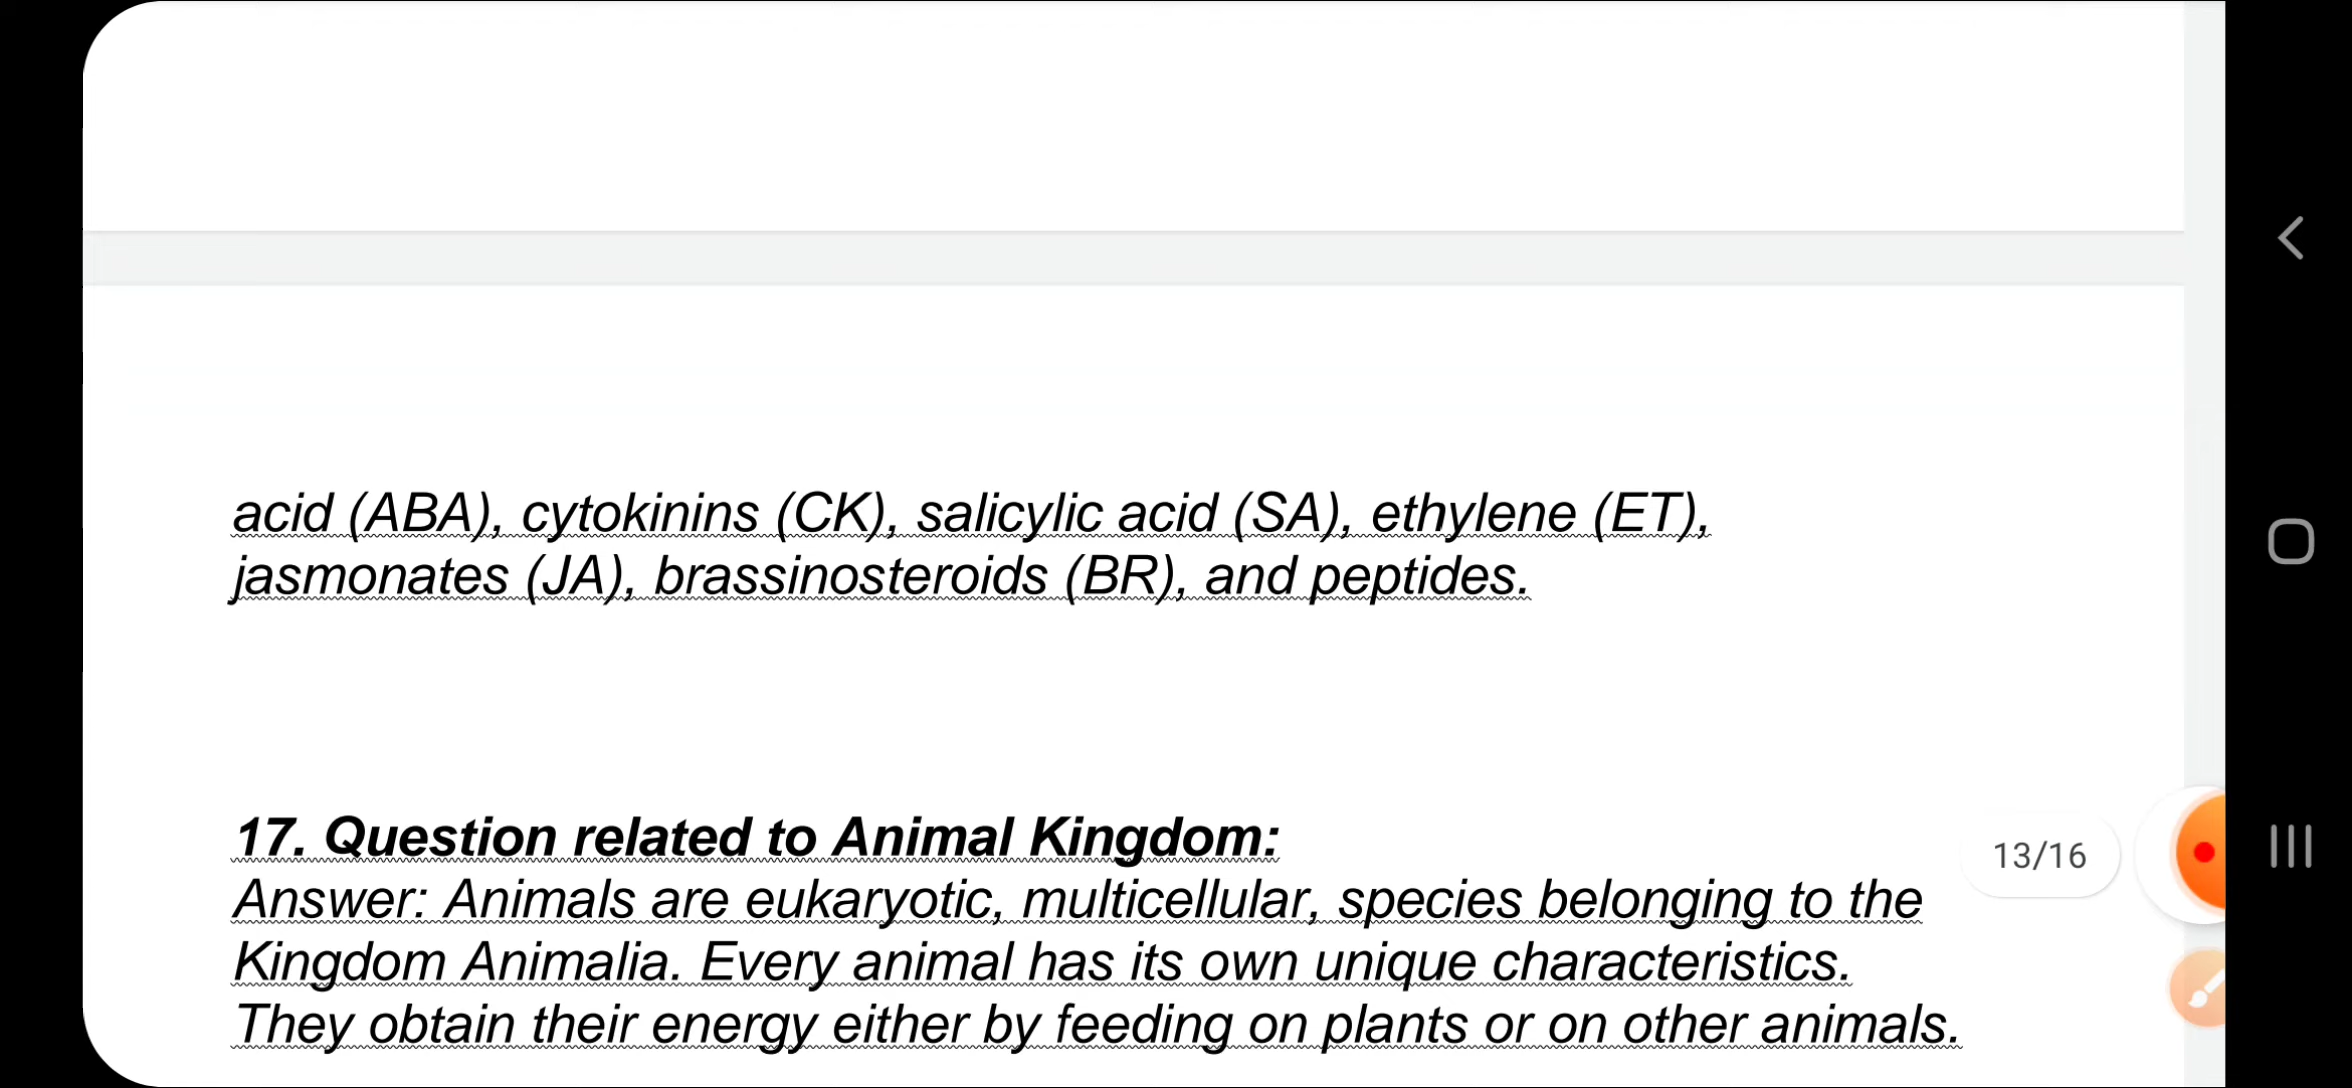 acid (ABA), cytokinins (CK), salicylic acid (SA), ethylene (ET),
jasmonates (JA), brassinosteroids (BR), and peptides.
17. Question related to Animal Kingdom:
13/16
Answer: Animals are eukaryotic, multicellular, species belonging to the
Kingdom Animalia. Every animal has its own unique characteristics.
They obtain their energy either by feeding on plants or on other animals.